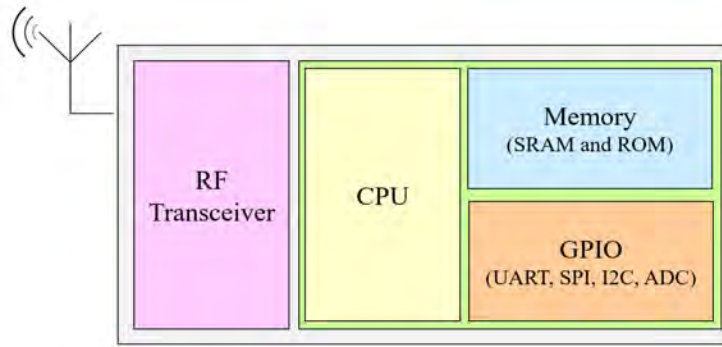 RF
Transceiver
CPU
Memory
(SRAM and ROM)
GPIO
(UART, SPI, I2C, ADC)